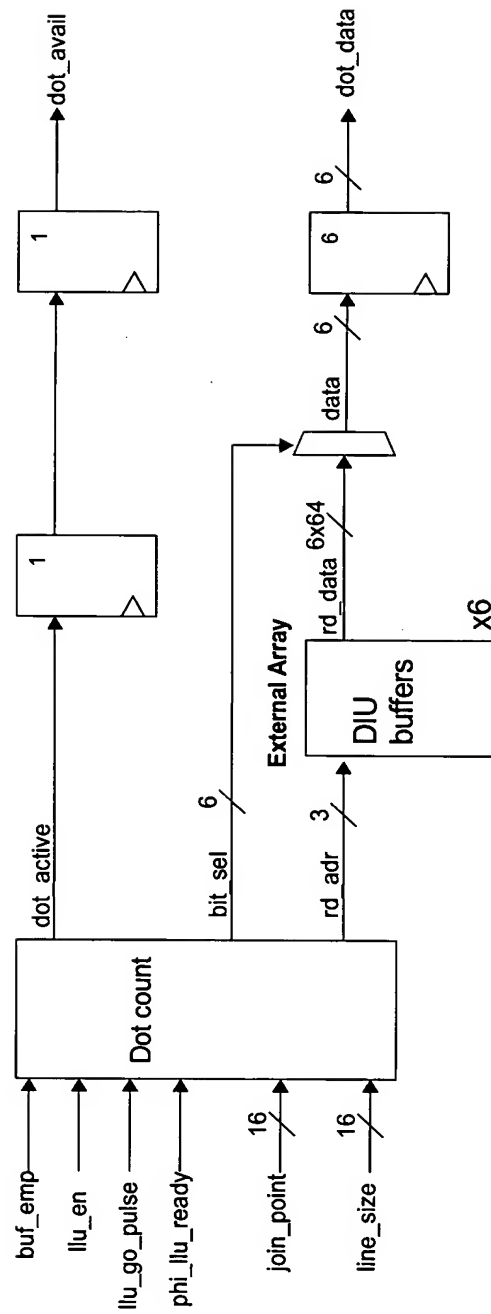 buf_emp
llu_en
llu_go_pulse
phi_llu_ready
join_point
16
line_size
16
Dot count
dot_active
1
1
dot_avail
bit_sel
6
rd_adr
3
External Array
DIU
buffers
x6
rd_data
6x64
data
6
6
6
dot_data